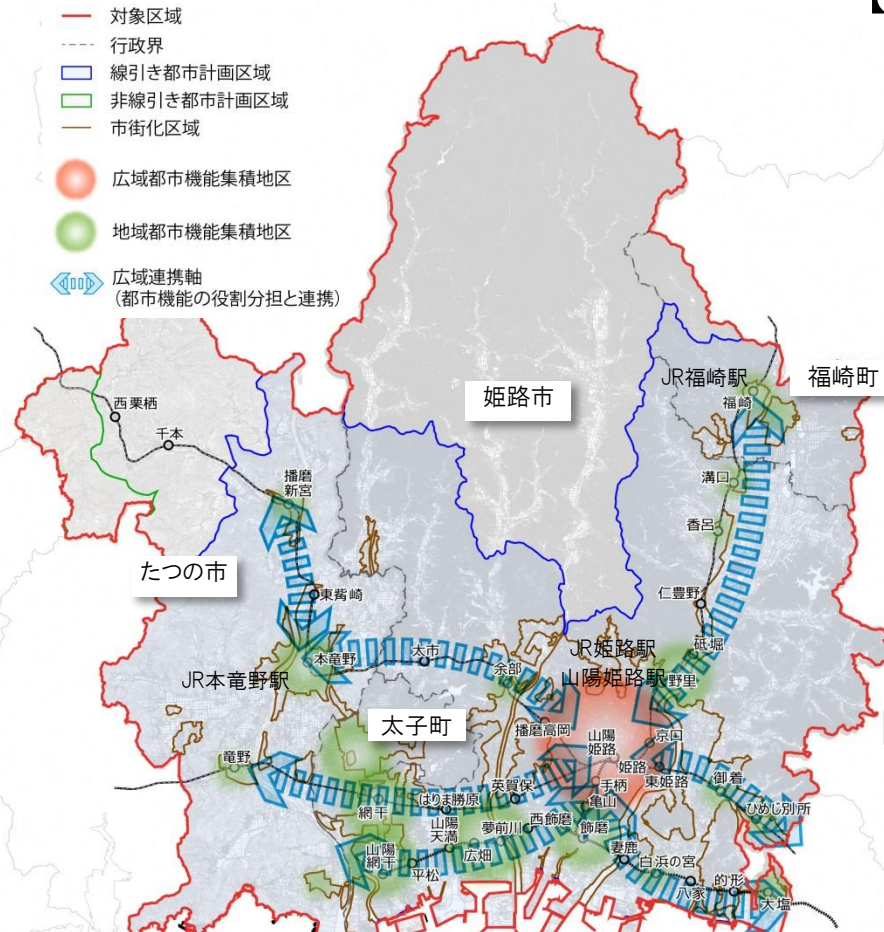 対象区域
行政界
線引き都市計画区域
非線引き都市計画区域
市街化区域
広域都市機能集積地区
地域都市機能集積地区
広域連携軸
(都市機能の役割分担と連携)
西栗栖
千本
播磨
新宮
たつの市
東觜崎
JR本竜野駅
本竜野
太市
余部
姫路市
JR福崎駅
福崎町
福崎
溝口
香呂
仁豊野
砥堀
JR姫路駅
山陽姫路駅
野里
太子町
播磨高岡
山陽
姫路
京口
姫路
東姫路
御着
ひめじ別所
竜野
網干
はりま勝原
英賀保
手柄
亀山
山陽
網干
平松
山陽
天満
広畑
夢前川
西飾磨
飾磨
妻鹿
白浜の宮
八家
的形
大塩